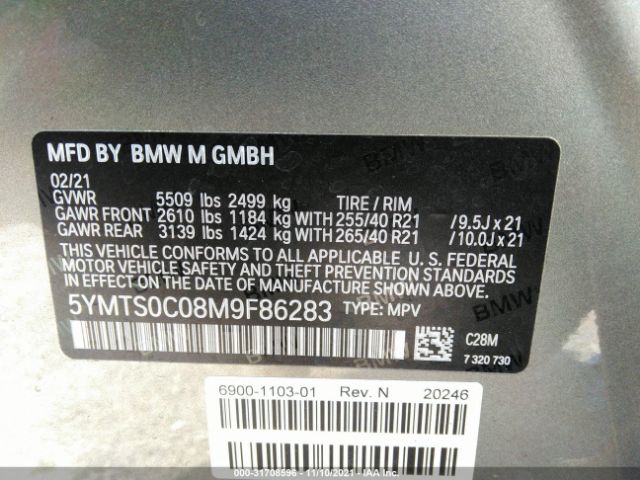 MFD BY BMW M GMBH
02/21
GVWR 5509 lbs 2499 kg TIRE / RIM
GAWR FRONT 2610 lbs 1184 kg WITH 255/40 R21 / 9.5J x 21
GAWR REAR 3139 lbs 1424 kg WITH 265/40 R21 / 10.0J x 21
THIS VEHICLE CONFORMS TO ALL APPLICABLE U. S. FEDERAL
MOTOR VEHICLE SAFETY AND THEFT PREVENTION STANDARDS
IN EFFECT ON THE DATE OF MANUFACTURE SHOWN ABOVE.
5YMTS0C08M9F86283 TYPE: MPV
C28M
7 320 730
6900-1103-01 Rev. N 20246
000-31708596 - 11/10/2021 - IAA Inc.